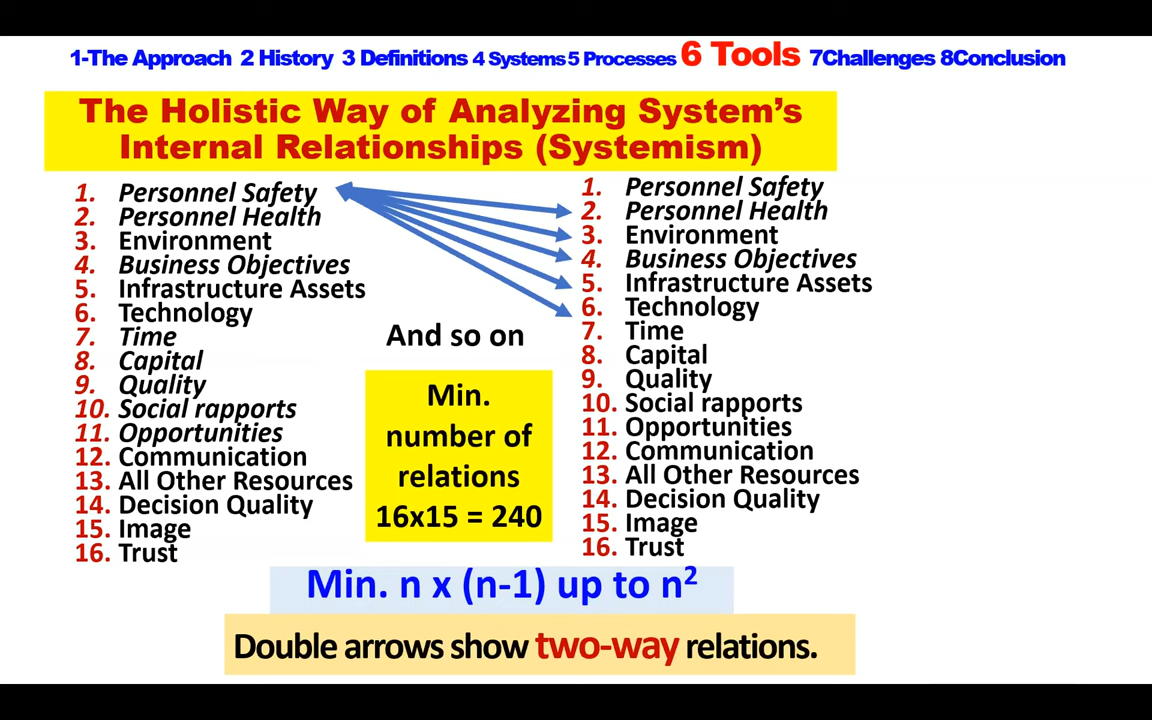 1-The Approach 2 History 3 Definitions 4 Systems 5 Processes 6 Tools 7Challenges 8Conclusion
The Holistic Way of Analyzing System's
Internal Relationships (Systemism)
1. Personnel Safety
2. Personnel Health
3. Environment
4. Business Objectives
5. Infrastructure Assets
6. Technology
7. Time
8. Capital
9. Quality
10. Social rapports
11. Opportunities
12. Communication
13. All Other Resources
14. Decision Quality
15. Image
16. Trust
And so on
Min.
number of
relations
16x15 = 240
1. Personnel Safety
2. Personnel Health
3. Environment
4. Business Objectives
5. Infrastructure Assets
6. Technology
7. Time
8. Capital
9. Quality
10. Social rapports
11. Opportunities
12. Communication
13. All Other Resources
14. Decision Quality
15. Image
16. Trust
Min. n x (n-1) up to n²
Double arrows show two-way relations.